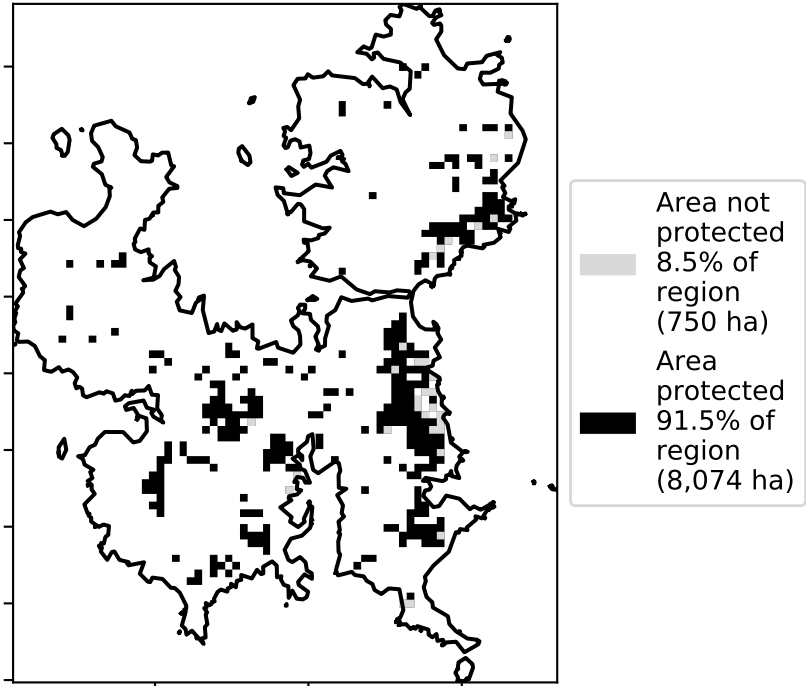 Area not
protected
8.5% of
region
(750 ha)
Area
protected
91.5% of
region
(8,074 ha)